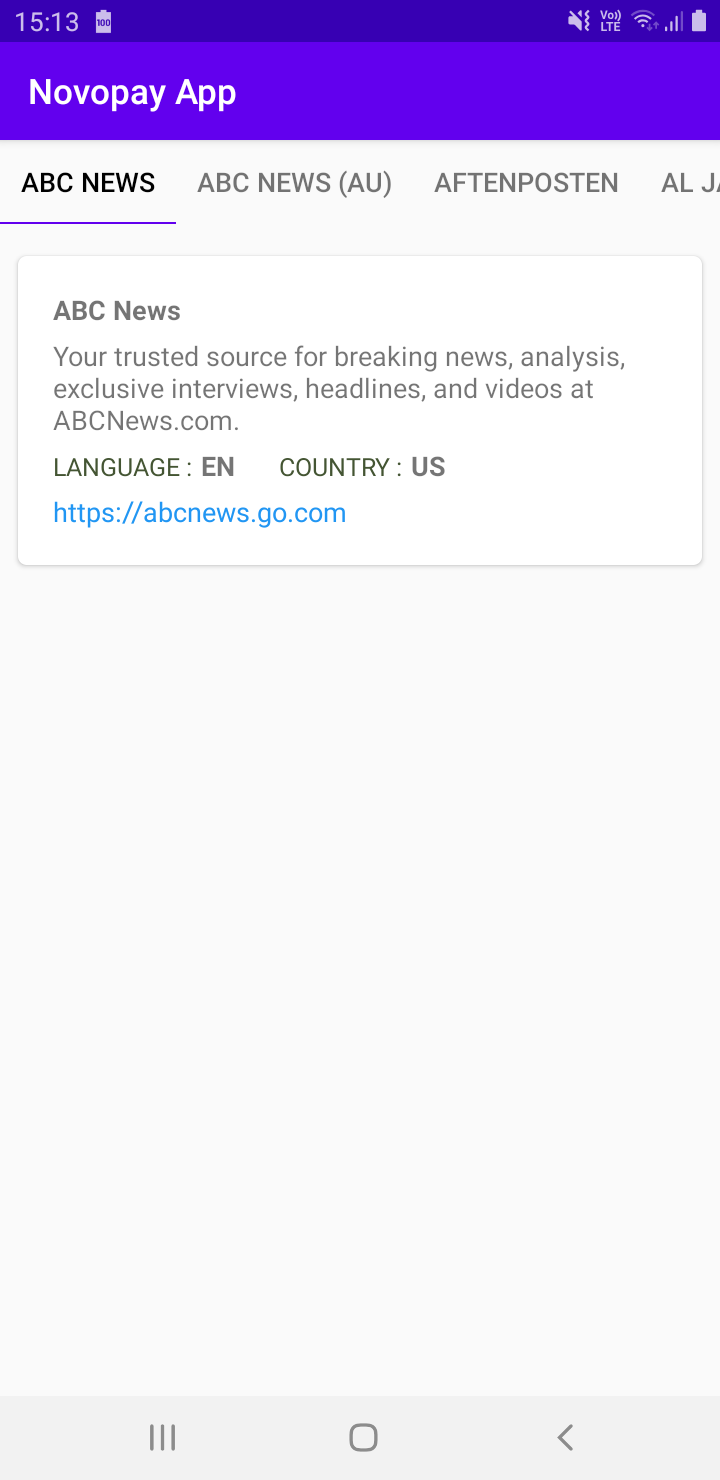 15:13 100 Vo)) LTE
Novopay App
ABC NEWS ABC NEWS (AU) AFTENPOSTEN AL JA
ABC News
Your trusted source for breaking news, analysis,
exclusive interviews, headlines, and videos at
ABCNews.com.
LANGUAGE : EN COUNTRY : US
https://abcnews.go.com